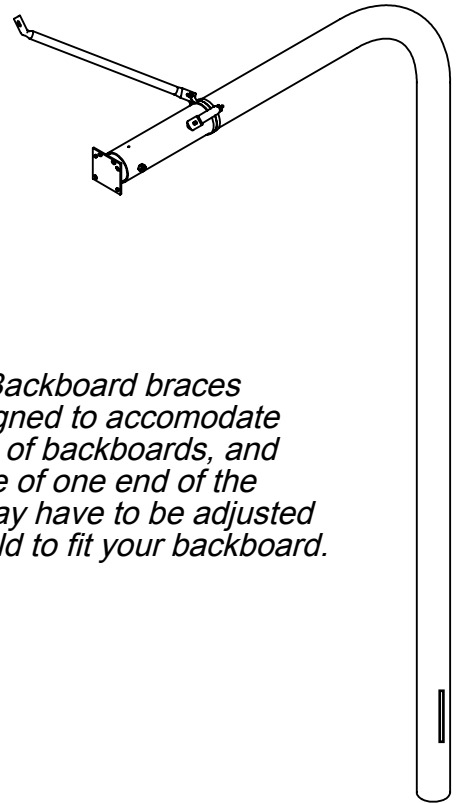 Backboard braces
gned to accomodate
of backboards, and
e of one end of the
ay have to be adjusted
ld to fit your backboard.